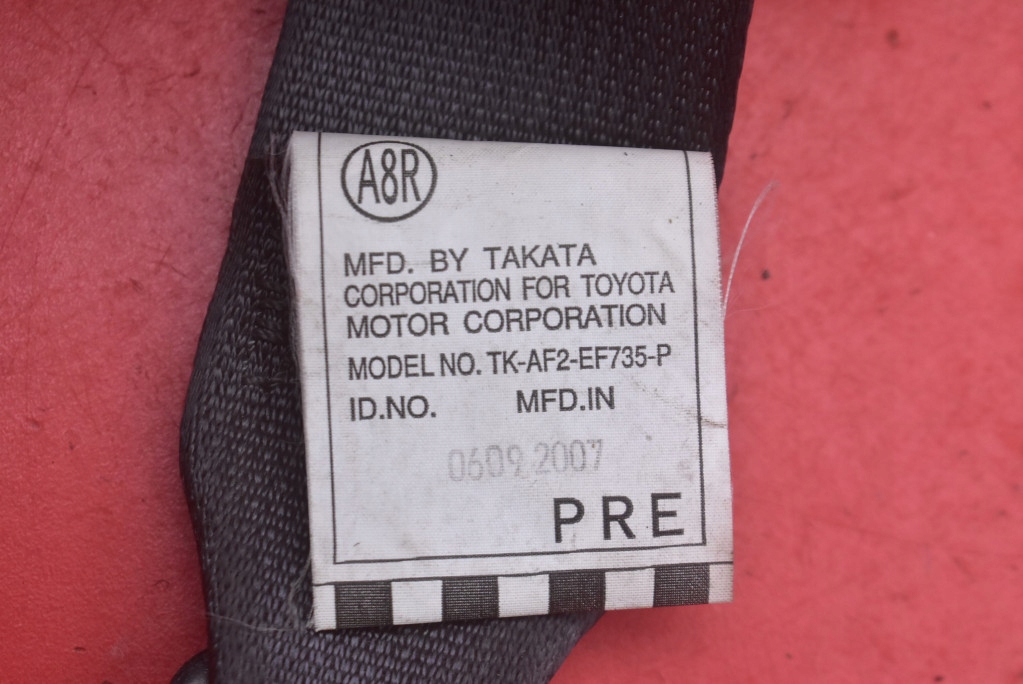 A8R
MFD. BY TAKATA
CORPORATION FOR TOYOTA
MOTOR CORPORATION
MODEL NO. TK-AF2-EF735-P
ID.NO. MFD.IN
0609 2007
PRE